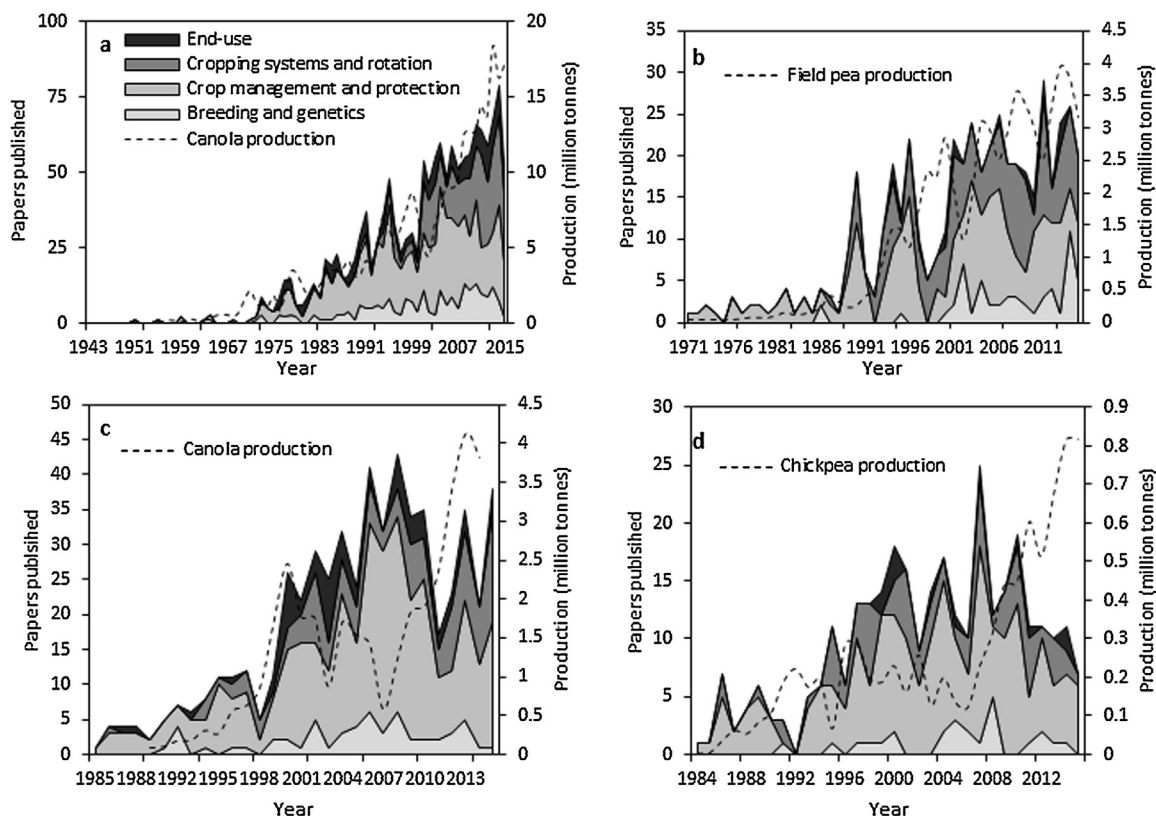 a
End-use
Cropping systems and rotation
Crop management and protection
Breeding and genetics
Canola production
100
75
50
25
0
20
15
10
5
0
Papers published
Production (million tonnes)
1943 1951 1959 1967 1975 1983 1991 1999 2007 2015
Year
b
Field pea production
35
30
25
20
15
10
5
0
4.5
4
3.5
3
2.5
2
1.5
1
0.5
0
Papers publsihed
Production (million tonnes)
1971 1976 1981 1986 1991 1996 2001 2006 2011
Year
c
Canola production
50
45
40
35
30
25
20
15
10
5
0
4.5
4
3.5
3
2.5
2
1.5
1
0.5
0
Papers publsihed
Production (million tonnes)
1985 1988 1992 1995 1998 2001 2004 2007 2010 2013
Year
d
Chickpea production
30
25
20
15
10
5
0
0.9
0.8
0.7
0.6
0.5
0.4
0.3
0.2
0.1
0
Papers publsihed
Production (million tonnes)
1984 1988 1992 1996 2000 2004 2008 2012
Year